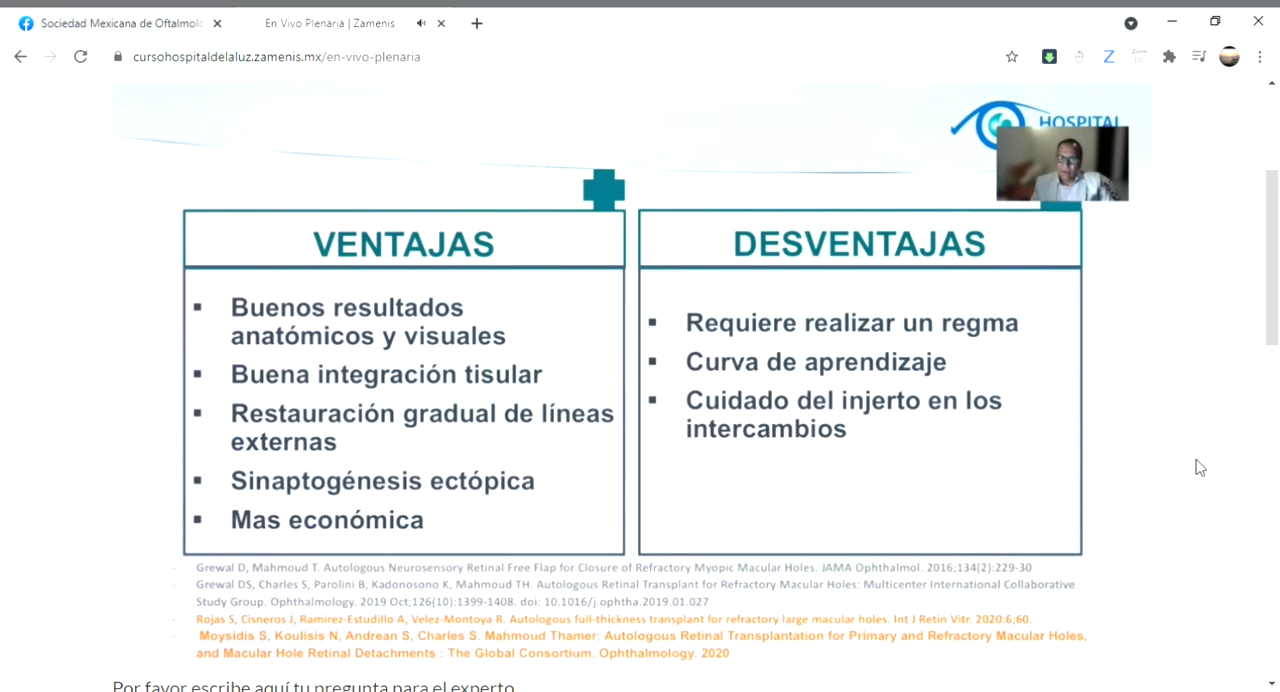 Sociedad Mexicana de Oftalmolo
En Vivo Plenaria | Zamenis
cursohospitaldelaluz.zamenis.mx/en-vivo-plenaria
HOSPITAL
VENTAJAS
▪ Buenos resultados
anatómicos y visuales
▪ Buena integración tisular
▪ Restauración gradual de líneas
externas
▪ Sinaptogénesis ectópica
▪ Mas económica
DESVENTAJAS
▪ Requiere realizar un regma
▪ Curva de aprendizaje
▪ Cuidado del injerto en los
intercambios
Grewal D, Mahmoud T. Autologous Neurosensory Retinal Free Flap for Closure of Refractory Myopic Macular Holes. JAMA Ophthalmol. 2016;134(2):229-30
Grewal DS, Charles S, Parolini B, Kadonosono K, Mahmoud TH. Autologous Retinal Transplant for Refractory Macular Holes: Multicenter International Collaborative
Study Group. Ophthalmology. 2019 Oct;126(10):1399-1408. doi: 10.1016/j.ophtha.2019.01.027
Rojas S, Cisneros J, Ramirez-Estudillo A, Velez-Montoya R. Autologous full-thickness transplant for refractory large macular holes. Int J Retin Vitr. 2020:6;60.
Moysidis S, Koulisis N, Andrean S, Charles S. Mahmoud Thamer; Autologous Retinal Transplantation for Primary and Refractory Macular Holes,
and Macular Hole Retinal Detachments : The Global Consortium. Ophthalmology. 2020
Por favor escribe aquí tu pregunta para el experto